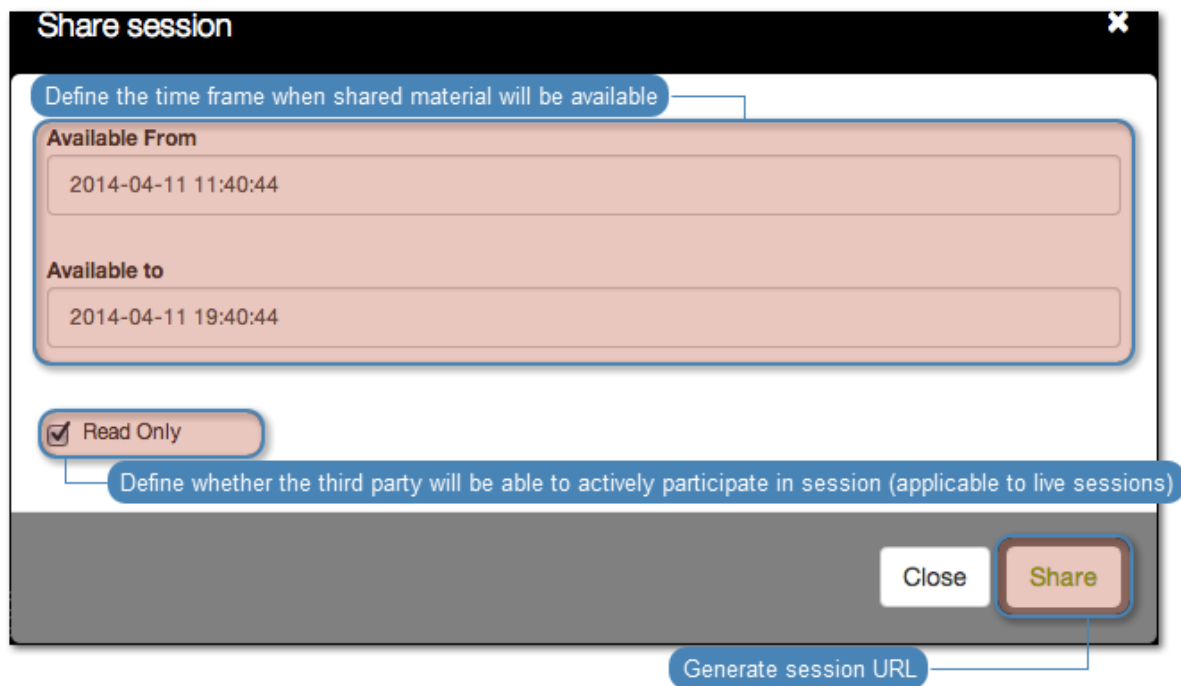 Share session
Define the time frame when shared material will be available
Available From
2014-04-11 11:40:44
Available to
2014-04-11 19:40:44
Read Only
Define whether the third party will be able to actively participate in session (applicable to live sessions)
Close
Share
Generate session URL